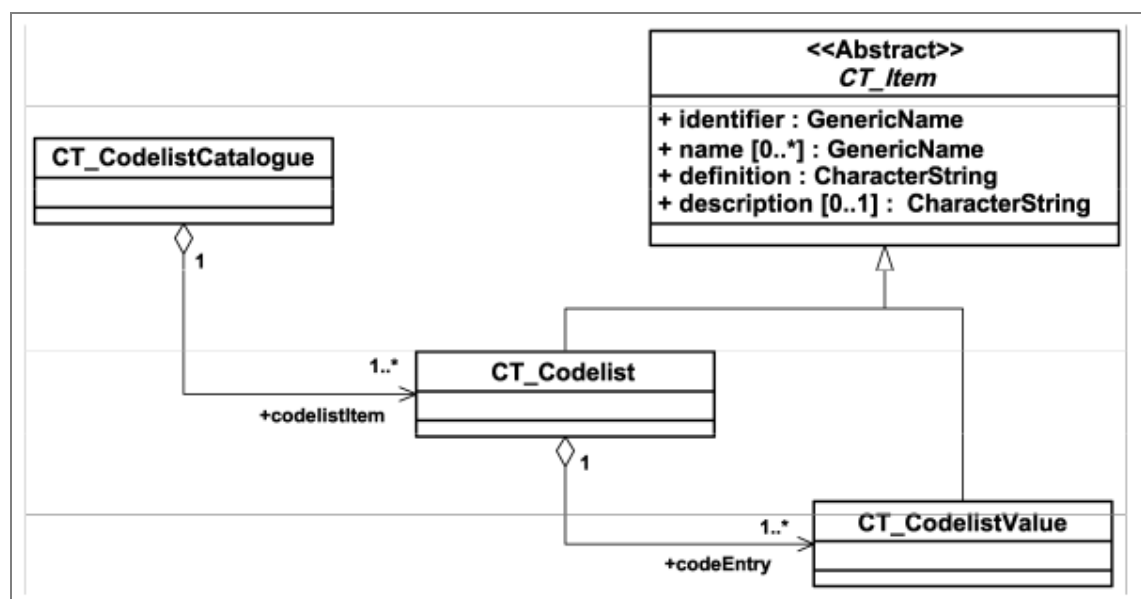 <<Abstract>>
CT_Item
+ identifier : GenericName
+ name [0..*] : GenericName
+ definition : CharacterString
+ description [0..1] : CharacterString
CT_CodelistCatalogue
1
1..*
+codelistItem
CT_Codelist
1
1..*
+codeEntry
CT_CodelistValue